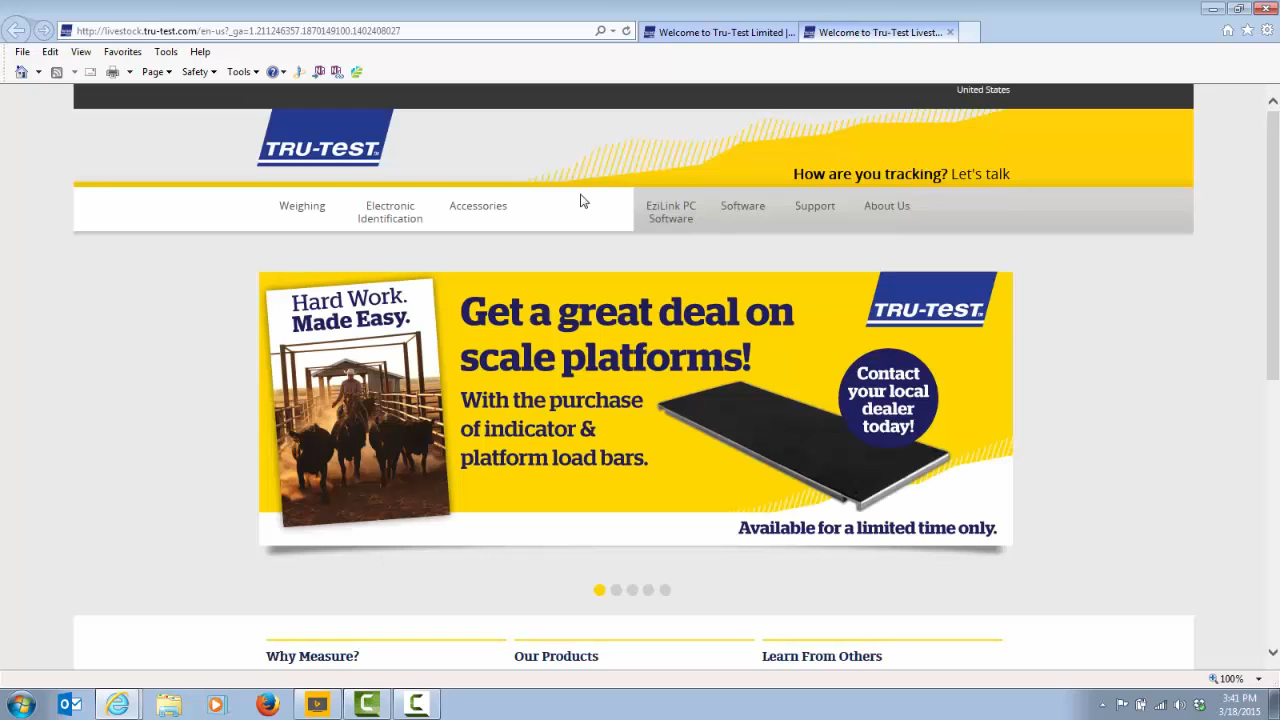 http://livestock.tru-test.com/en-us?_ga=1.211246357.1870149100.1402408027
Welcome to Tru-Test Limited |...
Welcome to Tru-Test Livest...
File Edit View Favorites Tools Help
Page Safety Tools
United States
TRU-TEST
How are you tracking? Let's talk
Weighing
Electronic
Identification
Accessories
EziLink PC
Software
Software
Support
About Us
Hard Work.
Made Easy.
Get a great deal on
scale platforms!
With the purchase
of indicator &
platform load bars.
TRU-TEST
Contact
your local
dealer
today!
Available for a limited time only.
Why Measure?
Our Products
Learn From Others
100%
3:41 PM
3/18/2015